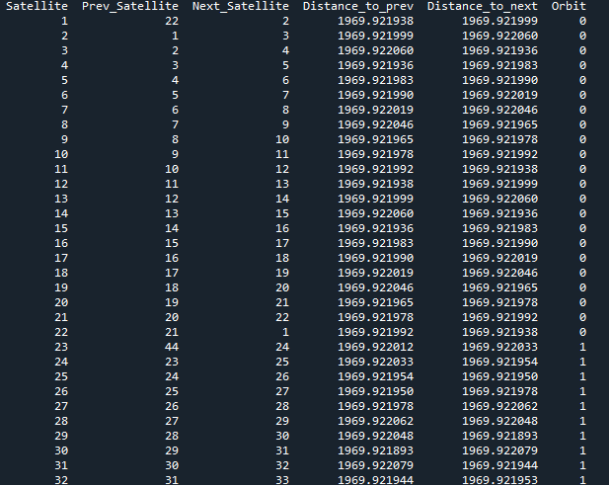 Satellite Prev_Satellite Next_Satellite Distance_to_prev Distance_to_next Orbit
1 22 2 1969.921938 1969.921999 0
2 1 3 1969.921999 1969.922060 0
3 2 4 1969.922060 1969.921936 0
4 3 5 1969.921936 1969.921983 0
5 4 6 1969.921983 1969.921990 0
6 5 7 1969.921990 1969.922019 0
7 6 8 1969.922019 1969.922046 0
8 7 9 1969.922046 1969.921965 0
9 8 10 1969.921965 1969.921978 0
10 9 11 1969.921978 1969.921992 0
11 10 12 1969.921992 1969.921938 0
12 11 13 1969.921938 1969.921999 0
13 12 14 1969.921999 1969.922060 0
14 13 15 1969.922060 1969.921936 0
15 14 16 1969.921936 1969.921983 0
16 15 17 1969.921983 1969.921990 0
17 16 18 1969.921990 1969.922019 0
18 17 19 1969.922019 1969.922046 0
19 18 20 1969.922046 1969.921965 0
20 19 21 1969.921965 1969.921978 0
21 20 22 1969.921978 1969.921992 0
22 21 1 1969.921992 1969.921938 0
23 44 24 1969.922012 1969.922033 1
24 23 25 1969.922033 1969.921954 1
25 24 26 1969.921954 1969.921950 1
26 25 27 1969.921950 1969.921978 1
27 26 28 1969.921978 1969.922062 1
28 27 29 1969.922062 1969.922048 1
29 28 30 1969.922048 1969.921893 1
30 29 31 1969.921893 1969.922079 1
31 30 32 1969.922079 1969.921944 1
32 31 33 1969.921944 1969.921953 1